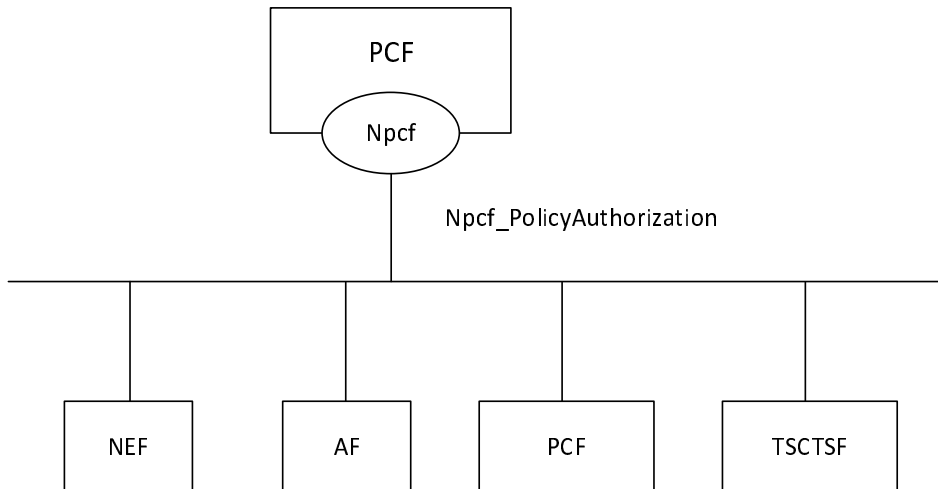 PCF
Npcf
Npcf_PolicyAuthorization
NEF
AF
PCF
TSCTSF